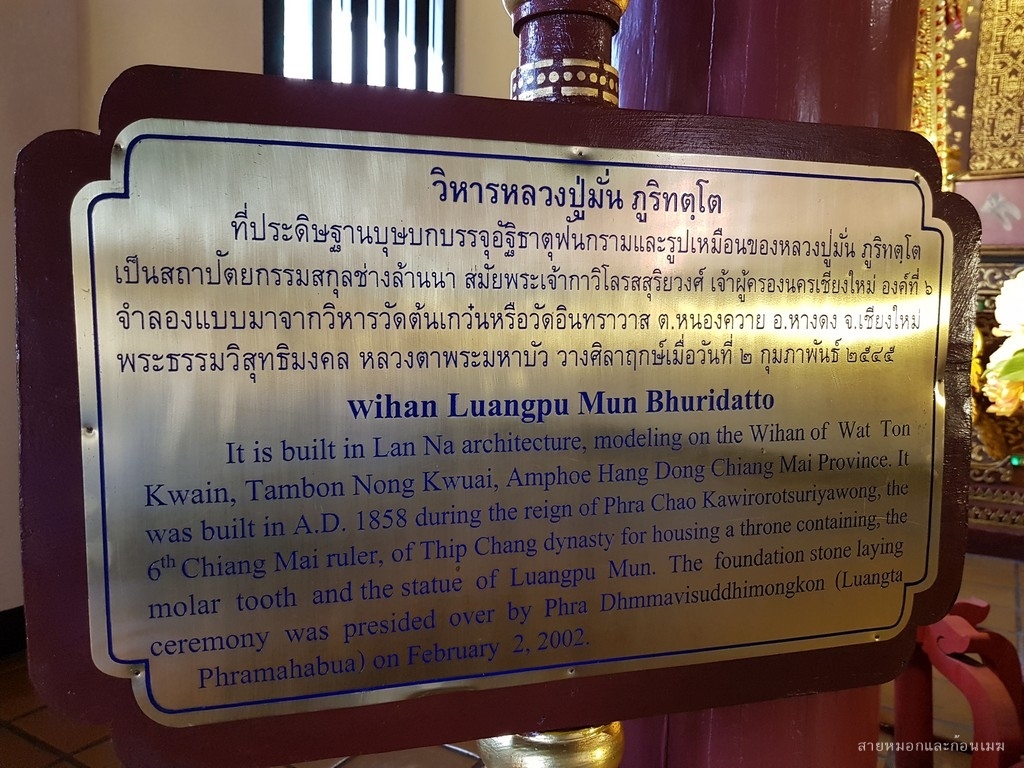 วิหารหลวงปู่มั่น ภูริทตฺโต
ที่ประดิษฐานบุษบกบรรจุอัฐิธาตุฟันกรามและรูปเหมือนของหลวงปู่มั่น ภูริทตฺโต
เป็นสถาปัตยกรรมสกุลช่างล้านนา สมัยพระเจ้ากาวิโลรสสุริยวงศ์ เจ้าผู้ครองนครเชียงใหม่ องค์ที่ ๖
จำลองแบบมาจากวิหารวัดต้นเกว๋นหรือวัดอินทราวาส ต.หนองควาย อ.หางดง จ.เชียงใหม่
พระธรรมวิสุทธิมงคล หลวงตาพระมหาบัว วางศิลาฤกษ์เมื่อวันที่ ๒ กุมภาพันธ์ ๒๕๔๕
wihan Luangpu Mun Bhuridatto
It is built in Lan Na architecture, modeling on the Wihan of Wat Ton
Kwain, Tambon Nong Kwuai, Amphoe Hang Dong Chiang Mai Province. It
was built in A.D. 1858 during the reign of Phra Chao Kawirorotsuriyawong, the
6th Chiang Mai ruler, of Thip Chang dynasty for housing a throne containing, the
molar tooth and the statue of Luangpu Mun. The foundation stone laying
ceremony was presided over by Phra Dhmmavisuddhimongkon (Luangta
Phramahabua) on February 2, 2002.
สายหมอกและก้อนเมฆ